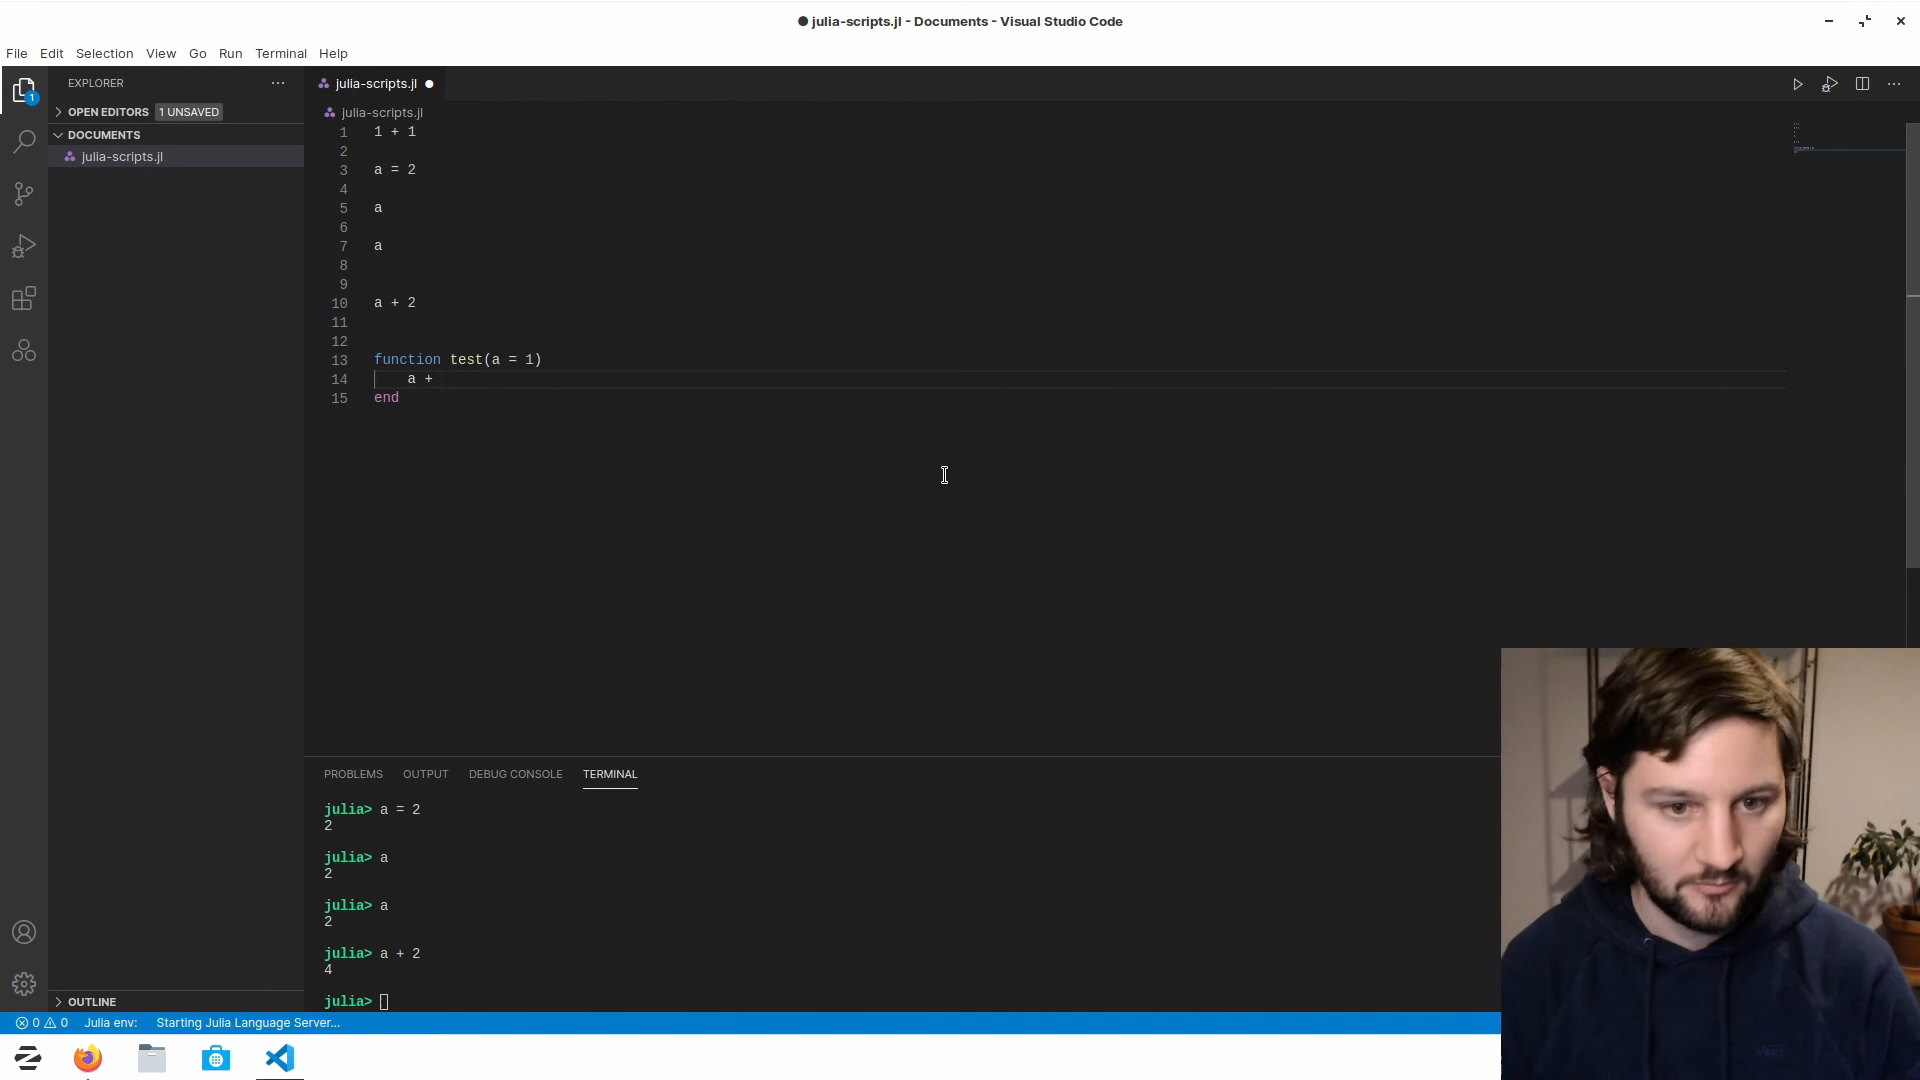 julia-scripts.jl - Documents - Visual Studio Code
File Edit Selection View Go Run Terminal Help
EXPLORER
OPEN EDITORS 1 UNSAVED
DOCUMENTS
julia-scripts.jl
OUTLINE
1
julia-scripts.jl
julia-scripts.jl
1 1 + 1
2
3 a = 2
4
5 a
6
7 a
8
9
10 a + 2
11
12
13 function test(a = 1)
14 a +
15 end
PROBLEMS OUTPUT DEBUG CONSOLE TERMINAL
julia> a = 2
2
julia> a
2
julia> a
2
julia> a + 2
4
julia>
0 0 Julia env: Starting Julia Language Server...